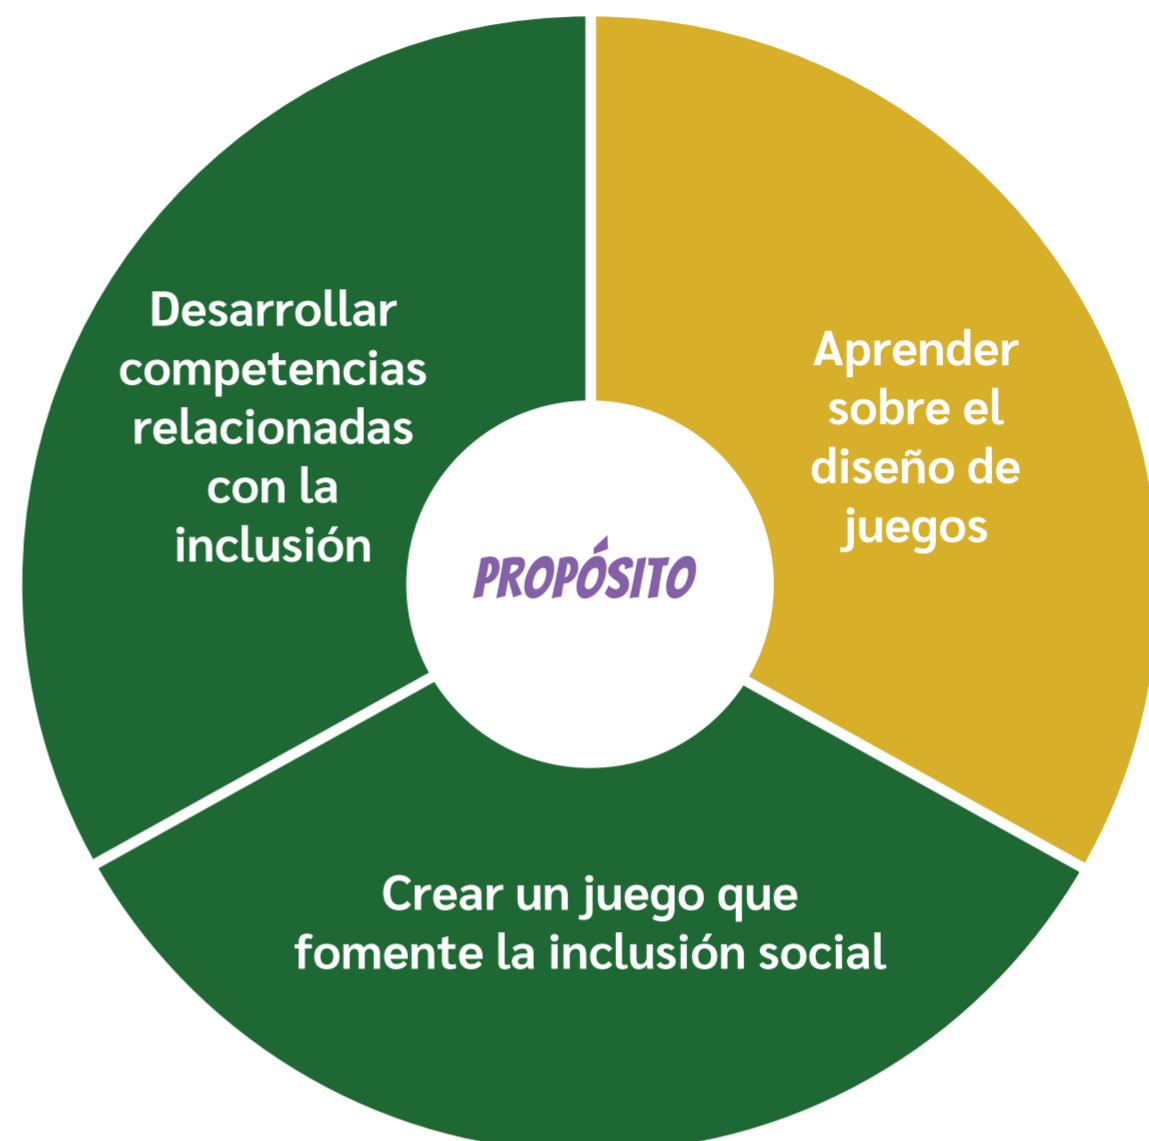 Desarrollar
competencias
relacionadas
con la
inclusión
Aprender
sobre el
diseño de
juegos
PROPÓSITO
Crear un juego que
fomente la inclusión social